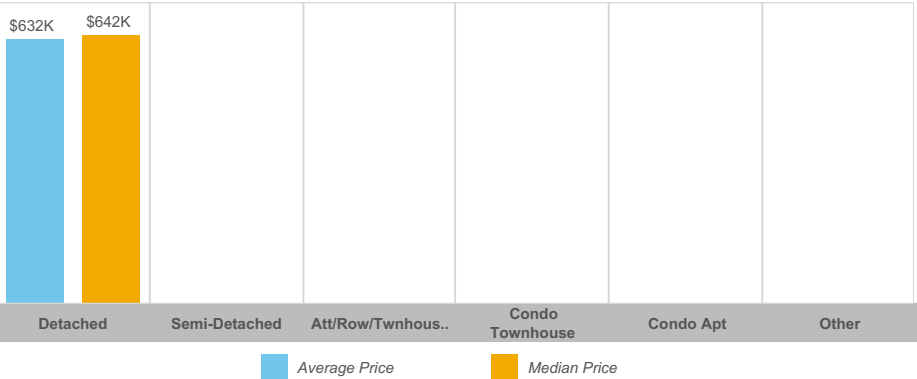 $632K
$642K
Detached
Semi-Detached
Att/Row/Twnhous..
Condo
Townhouse
Condo Apt
Other
Average Price
Median Price